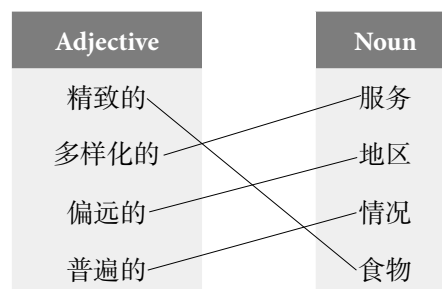 Adjective Noun
精致的 服务
多样化的 地区
偏远的 情况
普遍的 食物